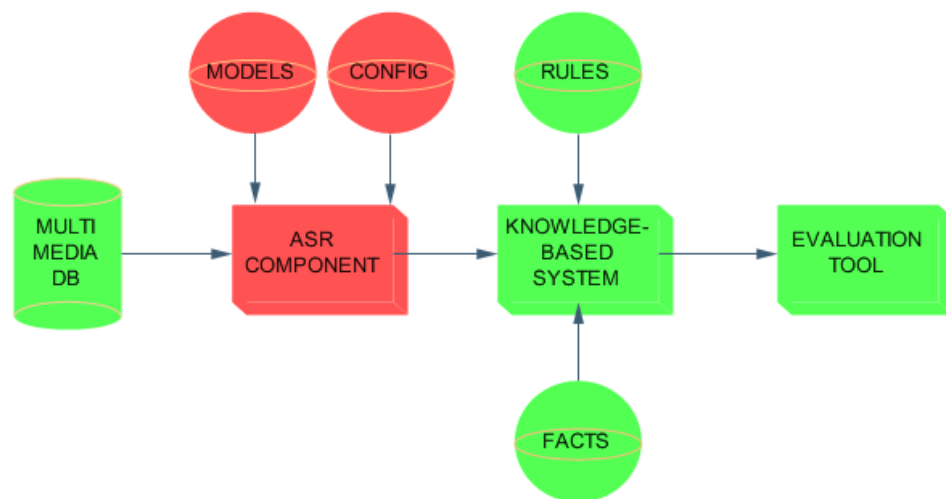 MODELS
CONFIG
RULES
MULTI
MEDIA
DB
ASR
COMPONENT
KNOWLEDGE-
BASED
SYSTEM
EVALUATION
TOOL
FACTS